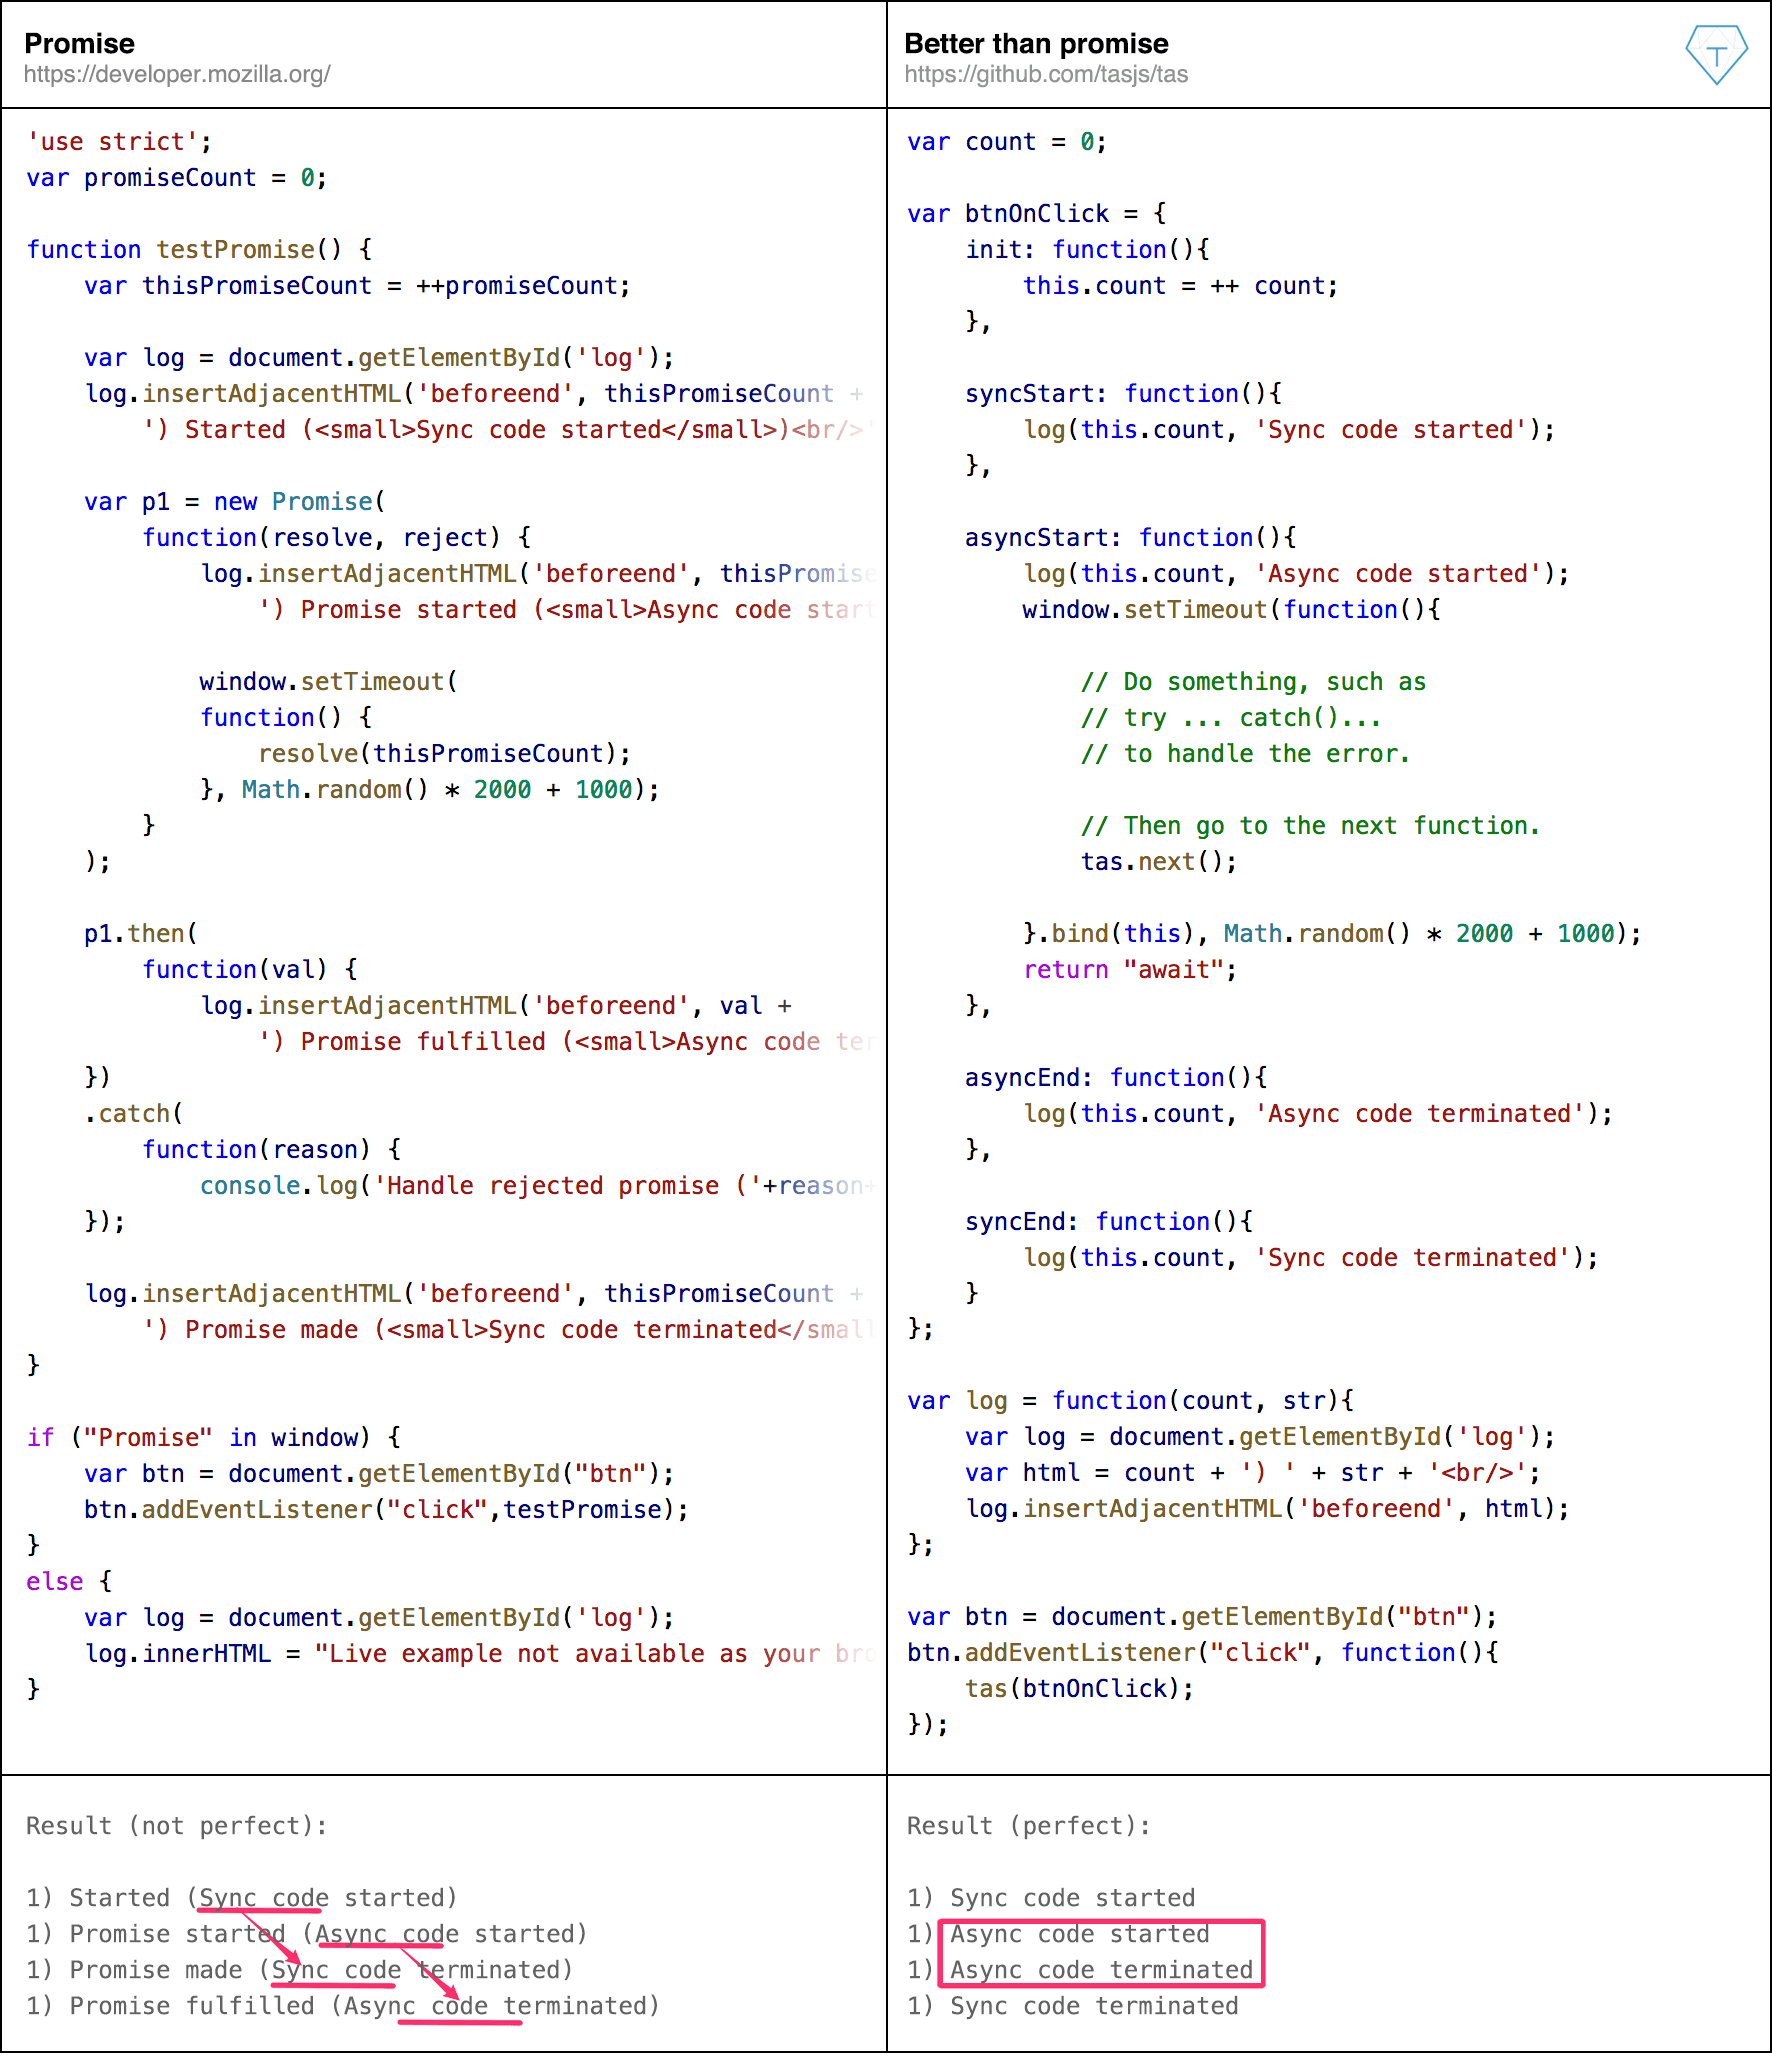 Promise
https://developer.mozilla.org/
'use strict';
var promiseCount = 0;
function testPromise() {
var thisPromiseCount = ++promiseCount;
var log = document.getElementById('log');
log.insertAdjacentHTML('beforeend', thisPromiseCount +
') Started (<small>Sync code started</small>)<br/>'
var p1 = new Promise(
function(resolve, reject) {
log.insertAdjacentHTML('beforeend', thisPromise
') Promise started (<small>Async code start
window.setTimeout(
function() {
resolve(thisPromiseCount);
}, Math.random() * 2000 + 1000);
}
);
p1.then(
function(val) {
log.insertAdjacentHTML('beforeend', val +
') Promise fulfilled (<small>Async code ter
})
.catch(
function(reason) {
console.log('Handle rejected promise ('+reason+
});
log.insertAdjacentHTML('beforeend', thisPromiseCount +
') Promise made (<small>Sync code terminated</small
}
if ("Promise" in window) {
var btn = document.getElementById("btn");
btn.addEventListener("click",testPromise);
}
else {
var log = document.getElementById('log');
log.innerHTML = "Live example not available as your bro
}
Result (not perfect):
1) Started (Sync code started)
1) Promise started (Async code started)
1) Promise made (Sync code terminated)
1) Promise fulfilled (Async code terminated)
Better than promise
https://github.com/tasjs/tas
T
var count = 0;
var btnOnClick = {
init: function(){
this.count = ++ count;
},
syncStart: function(){
log(this.count, 'Sync code started');
},
asyncStart: function(){
log(this.count, 'Async code started');
window.setTimeout(function(){
// Do something, such as
// try ... catch()...
// to handle the error.
// Then go to the next function.
tas.next();
}.bind(this), Math.random() * 2000 + 1000);
return "await";
},
asyncEnd: function(){
log(this.count, 'Async code terminated');
},
syncEnd: function(){
log(this.count, 'Sync code terminated');
}
};
var log = function(count, str){
var log = document.getElementById('log');
var html = count + ') ' + str + '<br/>';
log.insertAdjacentHTML('beforeend', html);
};
var btn = document.getElementById("btn");
btn.addEventListener("click", function(){
tas(btnOnClick);
});
Result (perfect):
1) Sync code started
1) Async code started
1) Async code terminated
1) Sync code terminated